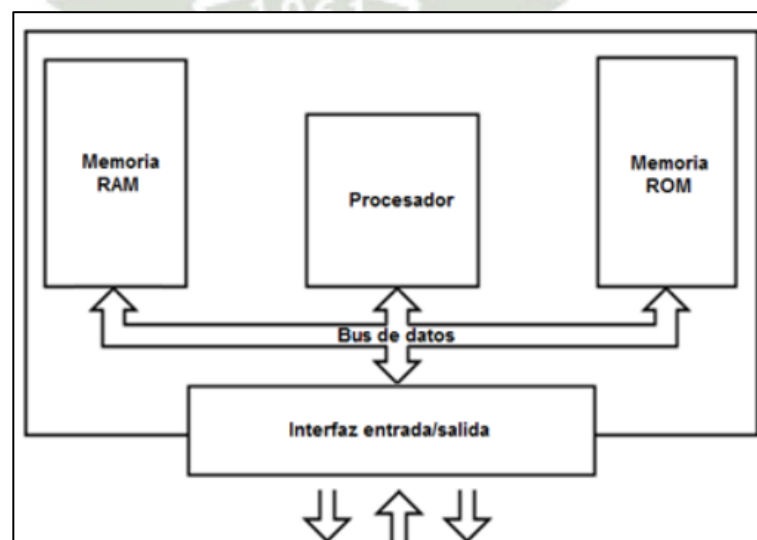 Memoria
RAM
Procesador
Memoria
ROM
Bus de datos
Interfaz entrada/salida